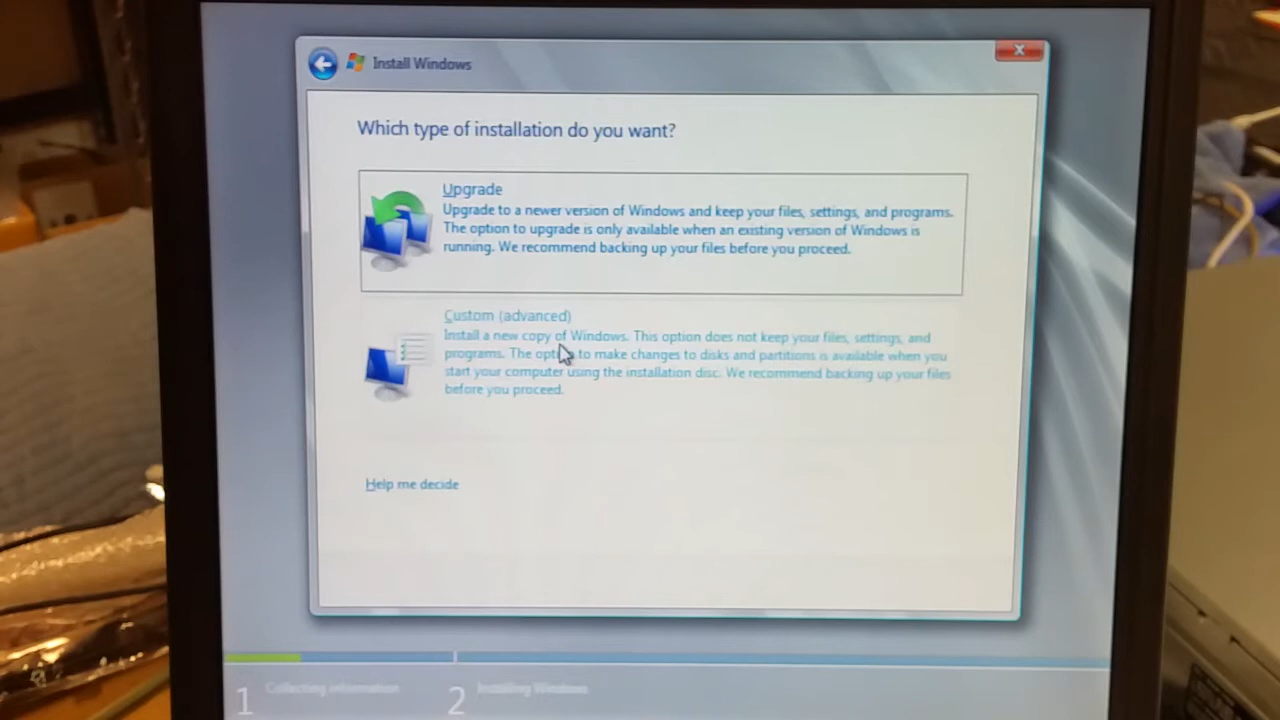 Install Windows
Which type of installation do you want?
Upgrade
Upgrade to a newer version of Windows and keep your files, settings, and programs.
The option to upgrade is only available when an existing version of Windows is
running. We recommend backing up your files before you proceed.
Custom (advanced)
Install a new copy of Windows. This option does not keep your files, settings, and
programs. The option to make changes to disks and partitions is available when you
start your computer using the installation disc. We recommend backing up your files
before you proceed.
Help me decide
1 Collecting information 2 Installing Windows